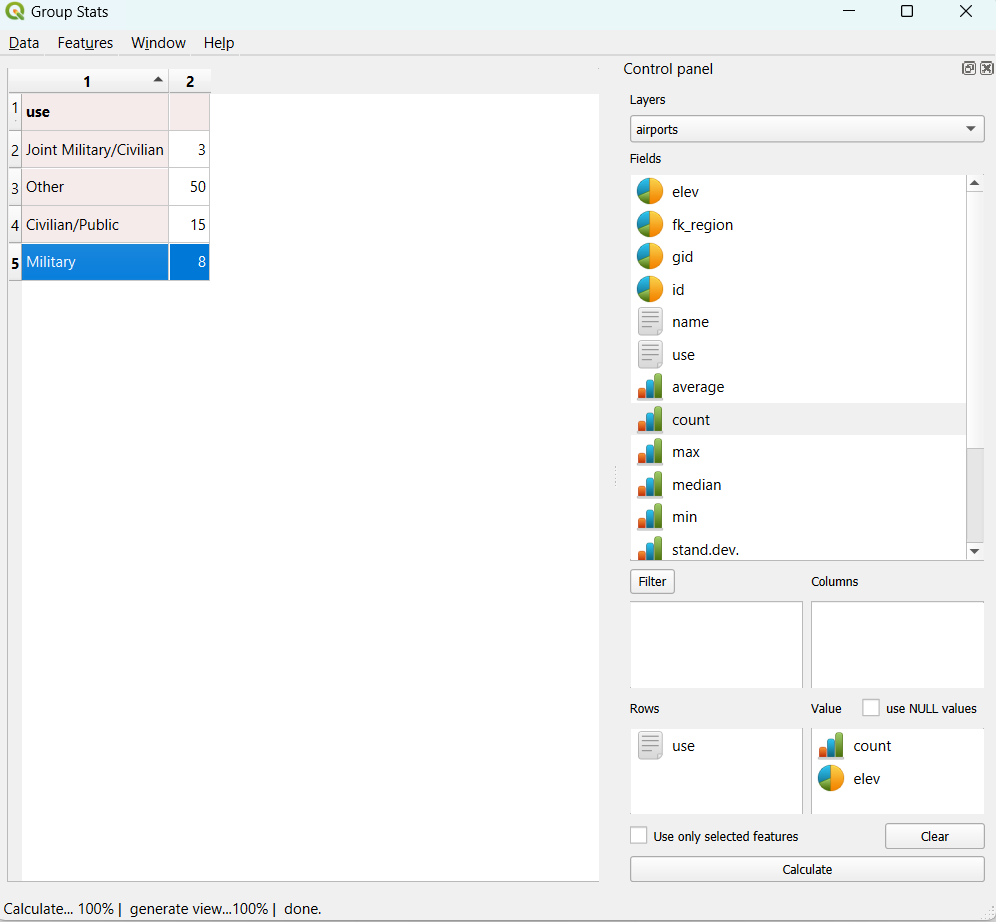 Group Stats
Data Features Window Help
1 2
1 use
2 Joint Military/Civilian 3
3 Other 50
4 Civilian/Public 15
5 Military 8
Control panel
Layers
airports
Fields
elev
fk_region
gid
id
name
use
average
count
max
median
min
stand.dev.
Filter Columns
Rows Value use NULL values
use
count
elev
Use only selected features Clear
Calculate
Calculate... 100% | generate view...100% | done.